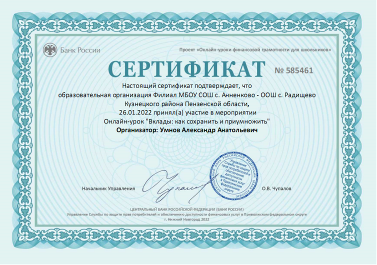 Банк России
Проект «Онлайн-уроки финансовой грамотности для школьников»
СЕРТИФИКАТ
№ 585461
Настоящий сертификат подтверждает, что
образовательная организация Филиал МБОУ СОШ с. Анненково - ООШ с. Радищево
Кузнецкого района Пензенской области,
26.01.2022 принял(а) участие в мероприятии
Онлайн-урок "Вклады: как сохранить и приумножить"
Организатор: Умнов Александр Анатольевич
Начальник Управления
О.В. Чупалов
ЦЕНТРАЛЬНЫЙ БАНК РОССИЙСКОЙ ФЕДЕРАЦИИ (БАНК РОССИИ)
Управление Службы по защите прав потребителей и обеспечению доступности финансовых услуг в Приволжском федеральном округе
г. Нижний Новгород 2022